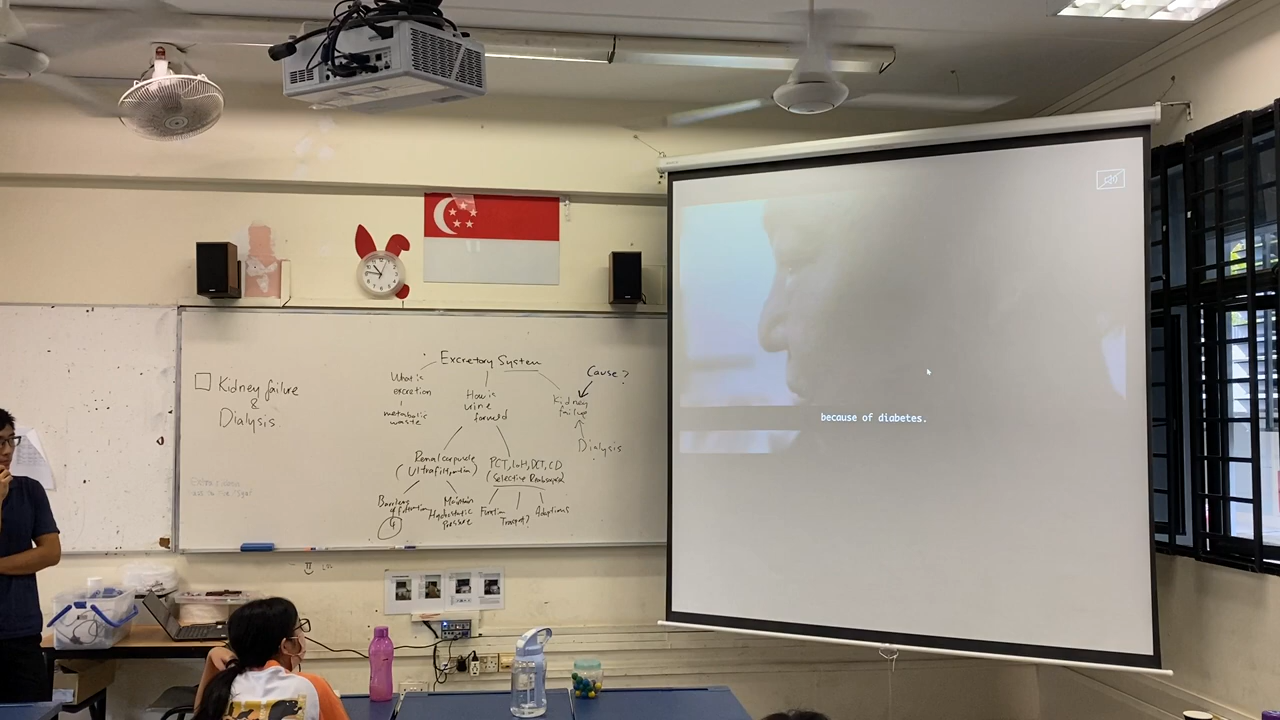 Kidney failure
&
Dialysis
Excretory System
What is
excretion
metabolic
waste
How is
urine
formed
Cause?
Kidney
failure
Dialysis
Renal corpuscle
(Ultrafiltration)
PCT, LoH, DCT, CD
(Selective Reabsorption)
Barriers
of filtration
4
Maintain
Hydrostatic
Pressure
Function
Transport?
Adaptions
because of diabetes.